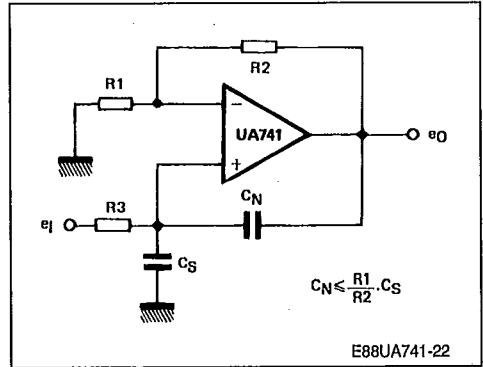 R2
R1
−
UA741
+
eO
R3
CN
eI
CS
CN ≤ R1/R2 . CS
E88UA741-22